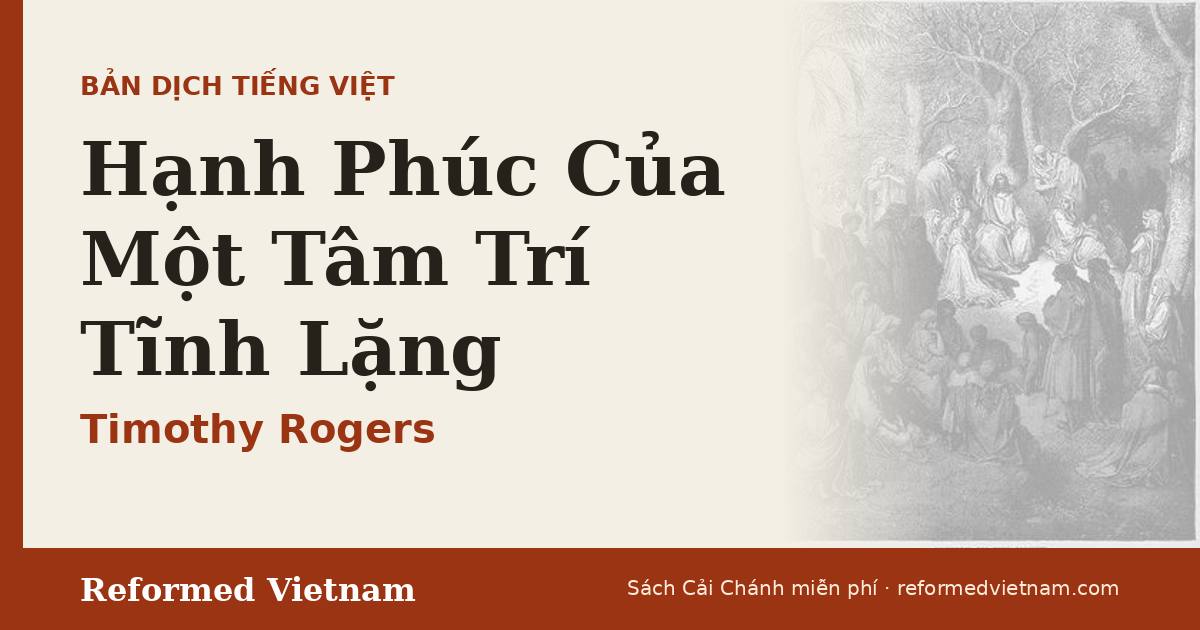 BẢN DỊCH TIẾNG VIỆT
Hạnh Phúc Của
Một Tâm Trí
Tĩnh Lặng
Timothy Rogers
Reformed Vietnam
Sách Cải Chánh miễn phí · reformedvietnam.com